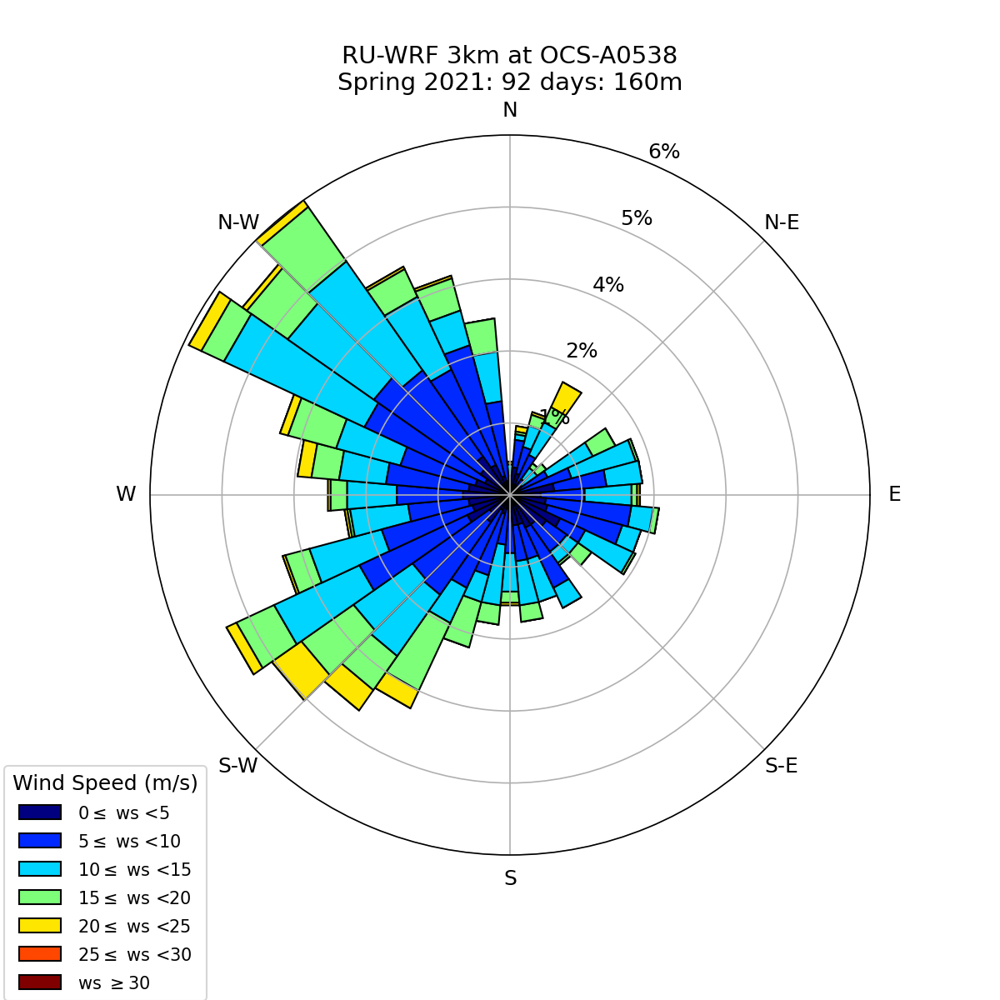 RU-WRF 3km at OCS-A0538
Spring 2021: 92 days: 160m
N
6%
N-W
N-E
5%
4%
2%
1%
W
E
S-W
S-E
S
Wind Speed (m/s)
0≤ ws <5
5≤ ws <10
10≤ ws <15
15≤ ws <20
20≤ ws <25
25≤ ws <30
ws ≥30